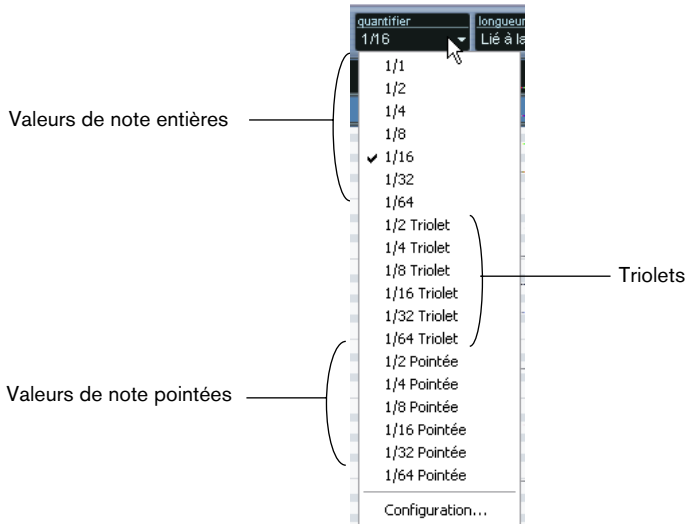 quantifier longueur
1/16 Lié à la
1/1
1/2
1/4
Valeurs de note entières
1/8
✔ 1/16
1/32
1/64
1/2 Triolet
1/4 Triolet
1/8 Triolet
Triolets
1/16 Triolet
1/32 Triolet
1/64 Triolet
1/2 Pointée
1/4 Pointée
Valeurs de note pointées
1/8 Pointée
1/16 Pointée
1/32 Pointée
1/64 Pointée
Configuration...